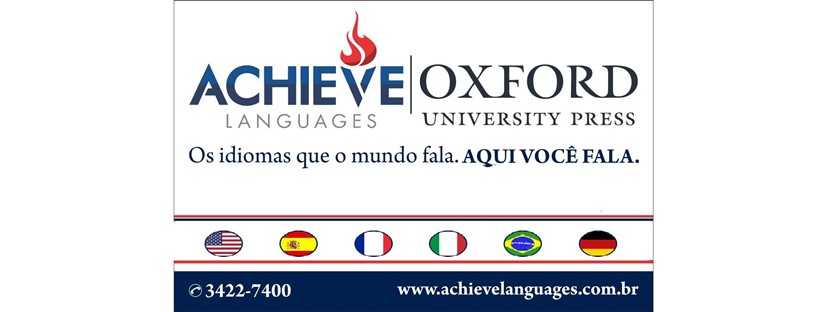 ACHIEVE
LANGUAGES
OXFORD
UNIVERSITY PRESS
Os idiomas que o mundo fala. AQUI VOCÊ FALA.
3422-7400
www.achievelanguages.com.br